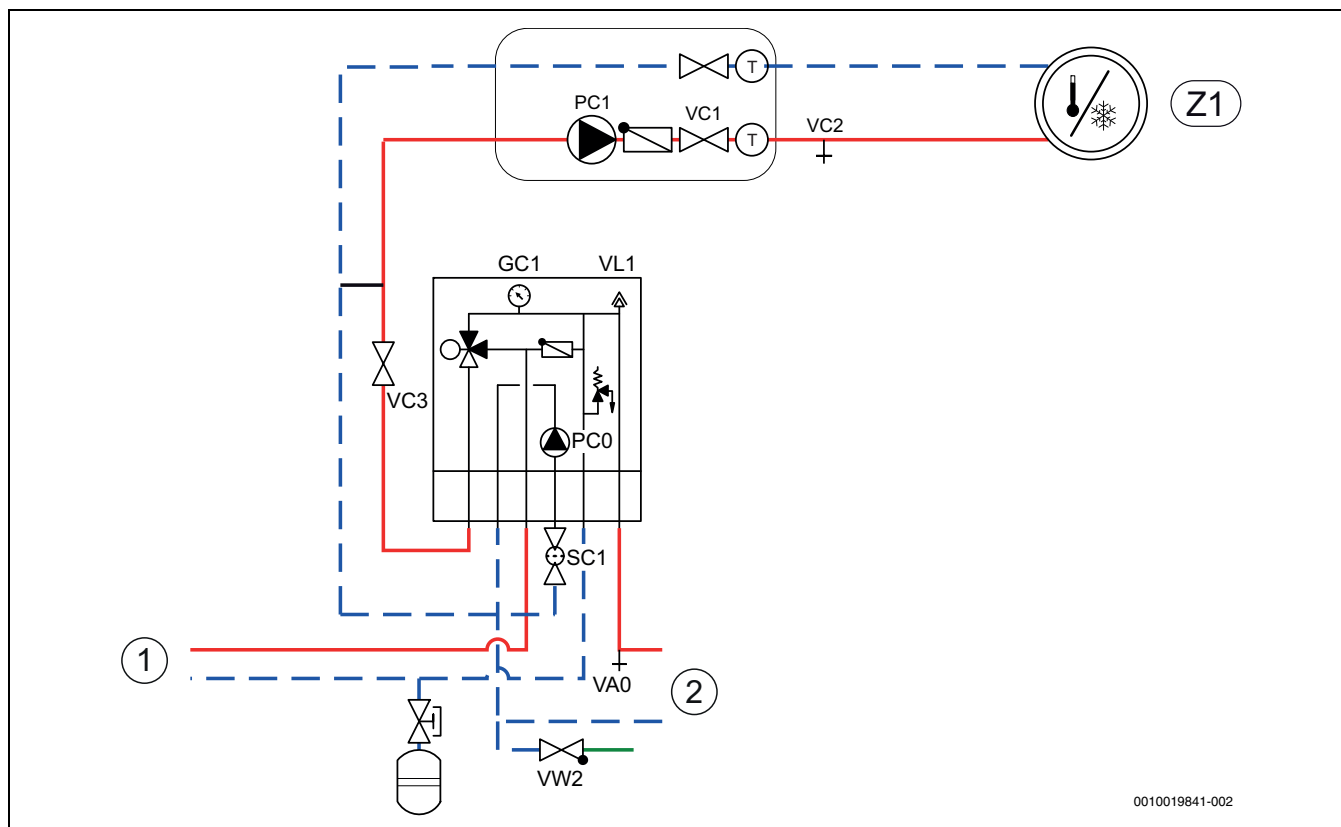 T
PC1
VC1
T
VC2
Z1
GC1
VL1
VC3
PC0
SC1
1
VA0
2
VW2
0010019841-002